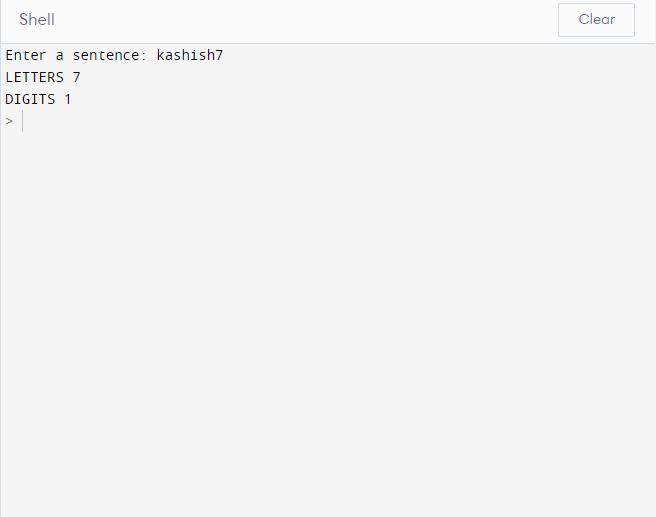 Shell
Clear
Enter a sentence: kashish7
LETTERS 7
DIGITS 1
>